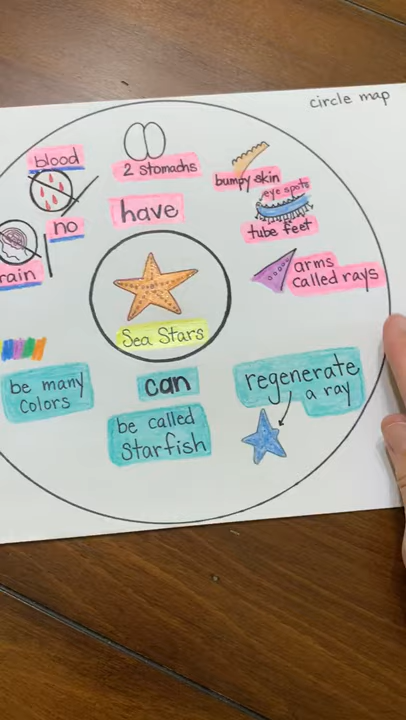 circle map
blood
no
rain
2 stomachs
have
bumpy skin
eye spots
tube feet
arms
called rays
Sea Stars
be many
colors
can
be called
Starfish
regenerate
a ray